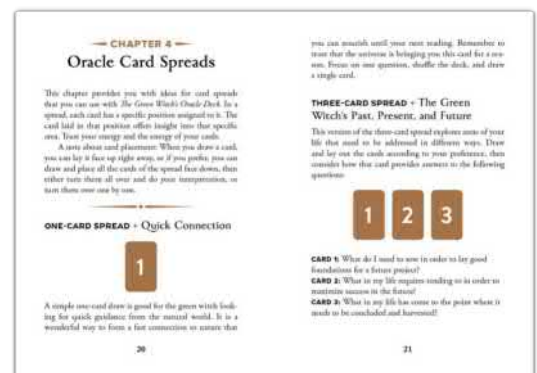 CHAPTER 4
Oracle Card Spreads
This chapter provides you with ideas for card spreads
that you can use with The Green Witch's Oracle Deck. In a
spread, each card has a specific position assigned to it. The
card laid in that position offers insight into that specific
area. Trust your energy and the energy of your cards.
A note about card placement: When you draw a card,
you can lay it face up right away, or if you prefer, you can
draw and place all the cards of the spread face down, then
either turn them all over and do your interpretation, or
turn them over one by one.
ONE-CARD SPREAD • Quick Connection
1
A simple one-card draw is good for the green witch look-
ing for quick guidance from the natural world. It is a
wonderful way to form a fast connection to nature that
20
you can nourish until your next reading. Remember to
trust that the universe is bringing you this card for a rea-
son. Focus on one question, shuffle the deck, and draw
a single card.
THREE-CARD SPREAD • The Green
Witch's Past, Present, and Future
This version of the three-card spread explores areas of your
life that need to be addressed in different ways. Draw
and lay out the cards according to your preference, then
consider how that card provides answers to the following
questions:
1 2 3
CARD 1: What do I need to sow in order to lay good
foundations for a future project?
CARD 2: What in my life requires tending to in order to
maximize success in the future?
CARD 3: What in my life has come to the point where it
needs to be concluded and harvested?
21